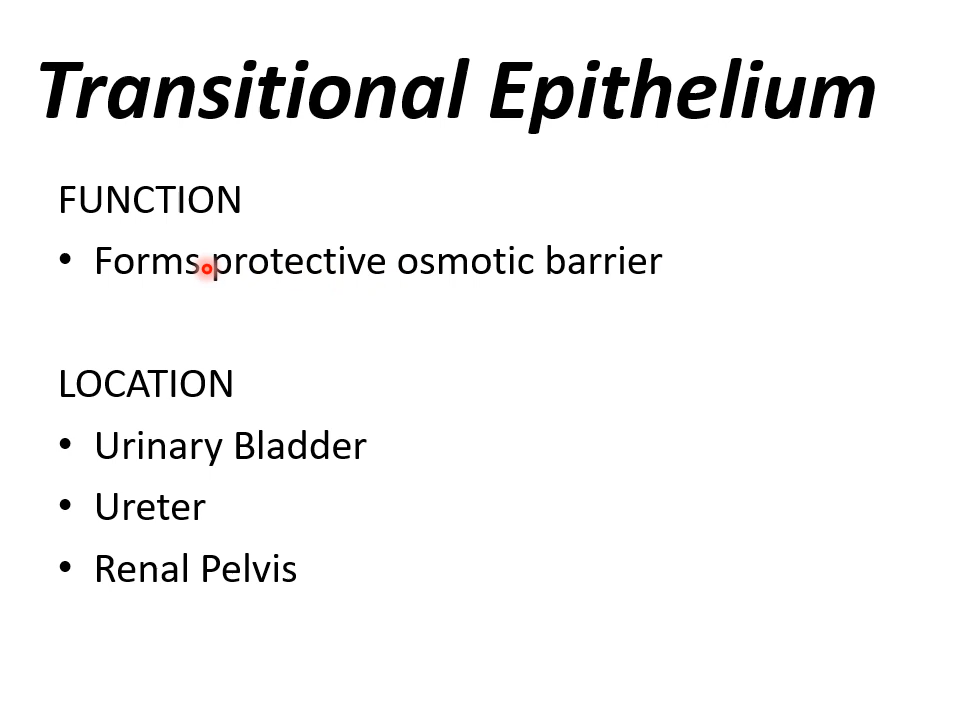 Transitional Epithelium
FUNCTION
• Forms protective osmotic barrier
LOCATION
• Urinary Bladder
• Ureter
• Renal Pelvis